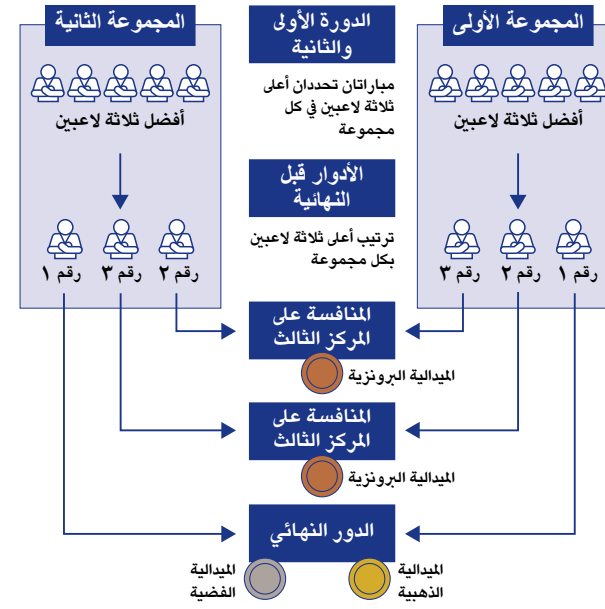 المجموعة الأولى
أفضل ثلاثة لاعبين
رقم ١
رقم ٢
رقم ٣
الدورة الأولى
والثانية
مباراتان تحددان أعلى
ثلاثة لاعبين في كل
مجموعة
الأدوار قبل
النهائية
ترتيب أعلى ثلاثة لاعبين
بكل مجموعة
المجموعة الثانية
أفضل ثلاثة لاعبين
رقم ٢
رقم ٣
رقم ١
المنافسة على
المركز الثالث
الميدالية البرونزية
المنافسة على
المركز الثالث
الميدالية البرونزية
الدور النهائي
الميدالية
الذهبية
الميدالية
الفضية